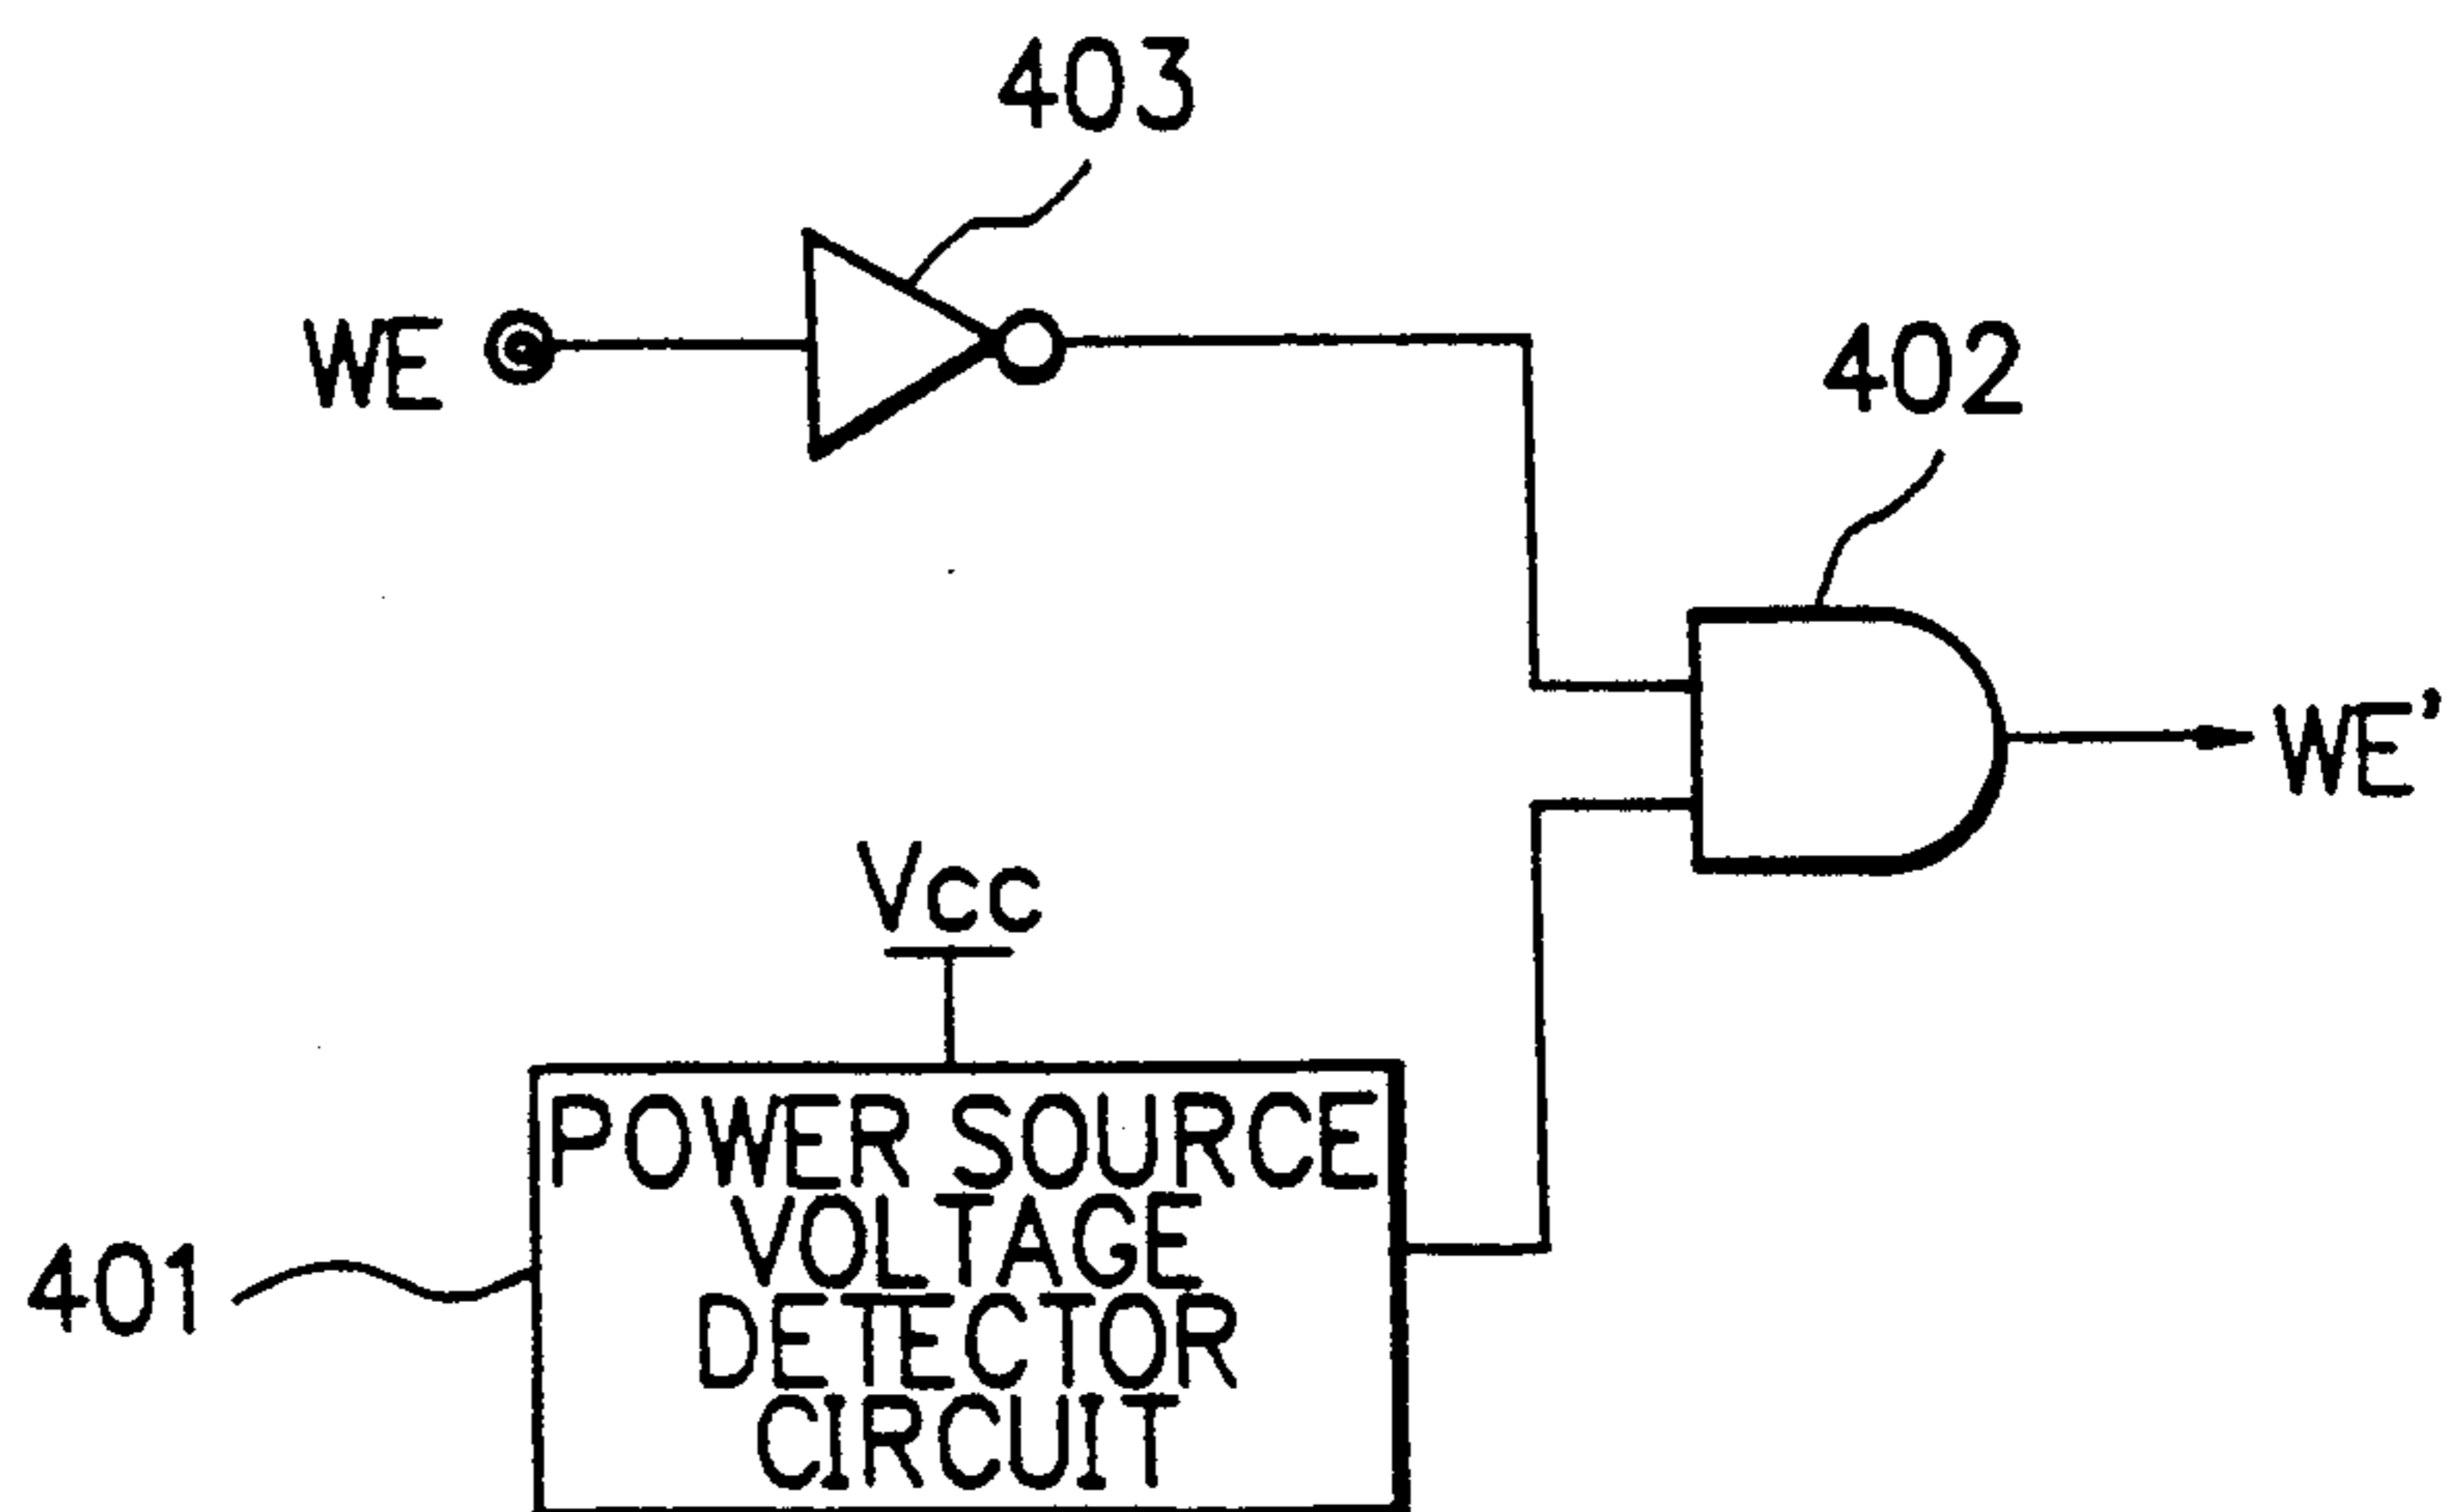 403
WE
402
WE'
Vcc
POWER SOURCE
VOLTAGE
DETECTOR
CIRCUIT
401